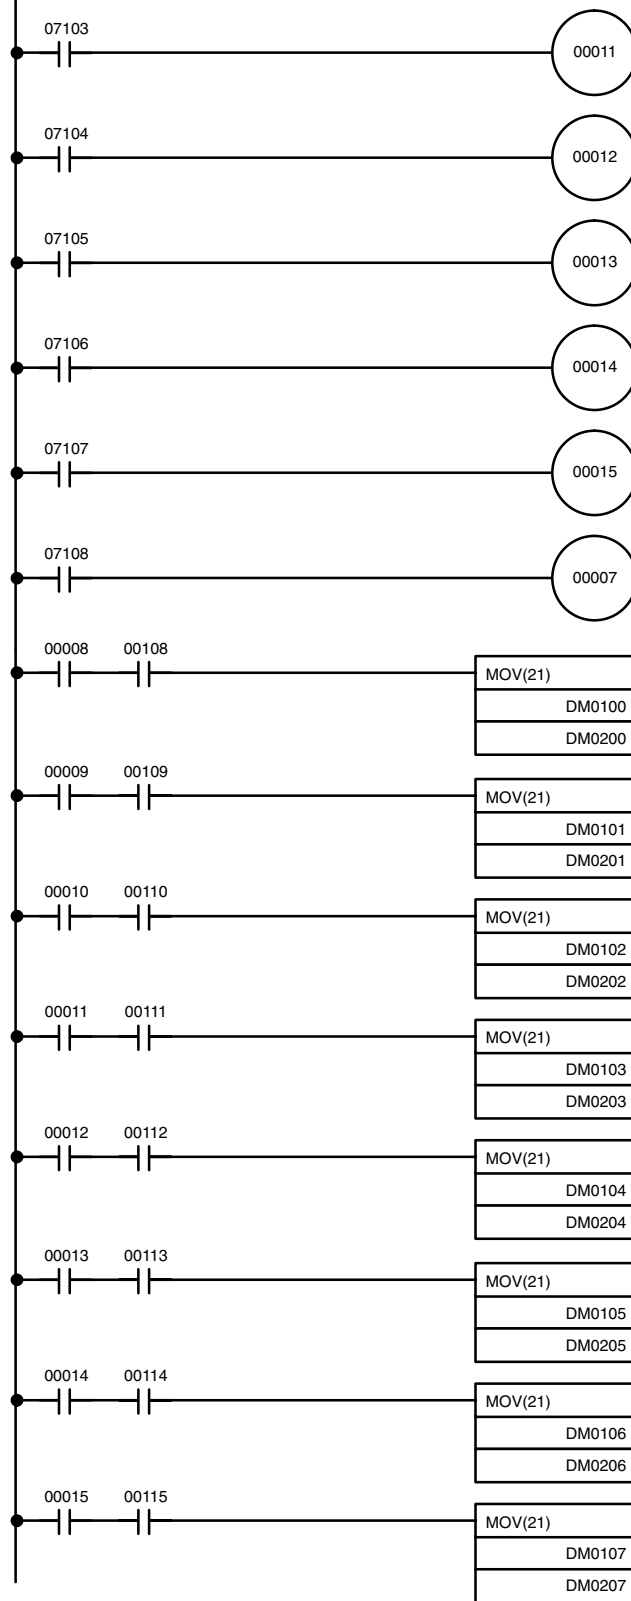 07103
00011
07104
00012
07105
00013
07106
00014
07107
00015
07108
00007
00008 00108
MOV(21)
DM0100
DM0200
00009 00109
MOV(21)
DM0101
DM0201
00010 00110
MOV(21)
DM0102
DM0202
00011 00111
MOV(21)
DM0103
DM0203
00012 00112
MOV(21)
DM0104
DM0204
00013 00113
MOV(21)
DM0105
DM0205
00014 00114
MOV(21)
DM0106
DM0206
00015 00115
MOV(21)
DM0107
DM0207